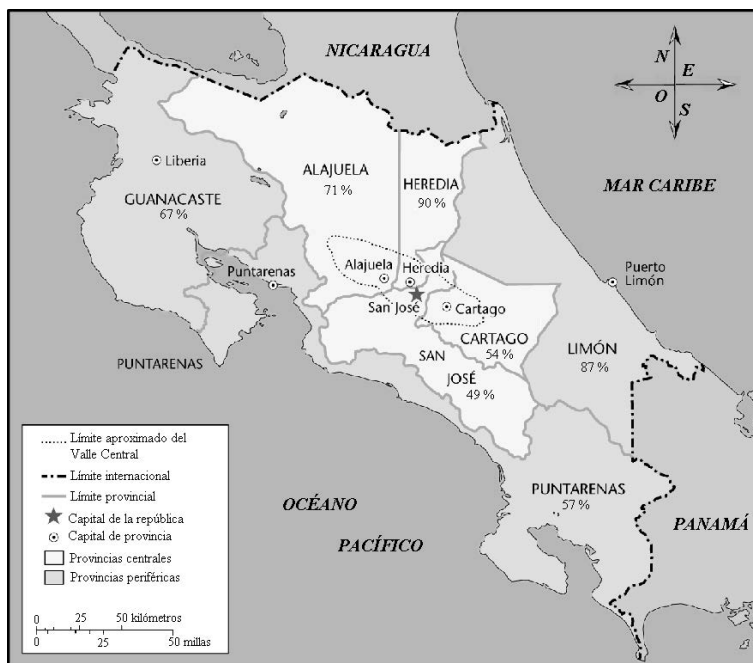 NICARAGUA
N
E
O
S
MAR CARIBE
Liberia
GUANACASTE
67 %
ALAJUELA
71 %
HEREDIA
90 %
Puntarenas
Alajuela
Heredia
Puerto
Limón
San José
Cartago
CARTAGO
54 %
PUNTARENAS
SAN
JOSÉ
49 %
LIMÓN
87 %
Límite aproximado del
Valle Central
Límite internacional
Límite provincial
Capital de la república
Capital de provincia
Provincias centrales
Provincias periféricas
0 25 50 kilómetros
0 25 50 millas
OCÉANO
PACÍFICO
PUNTARENAS
57 %
PANAMÁ